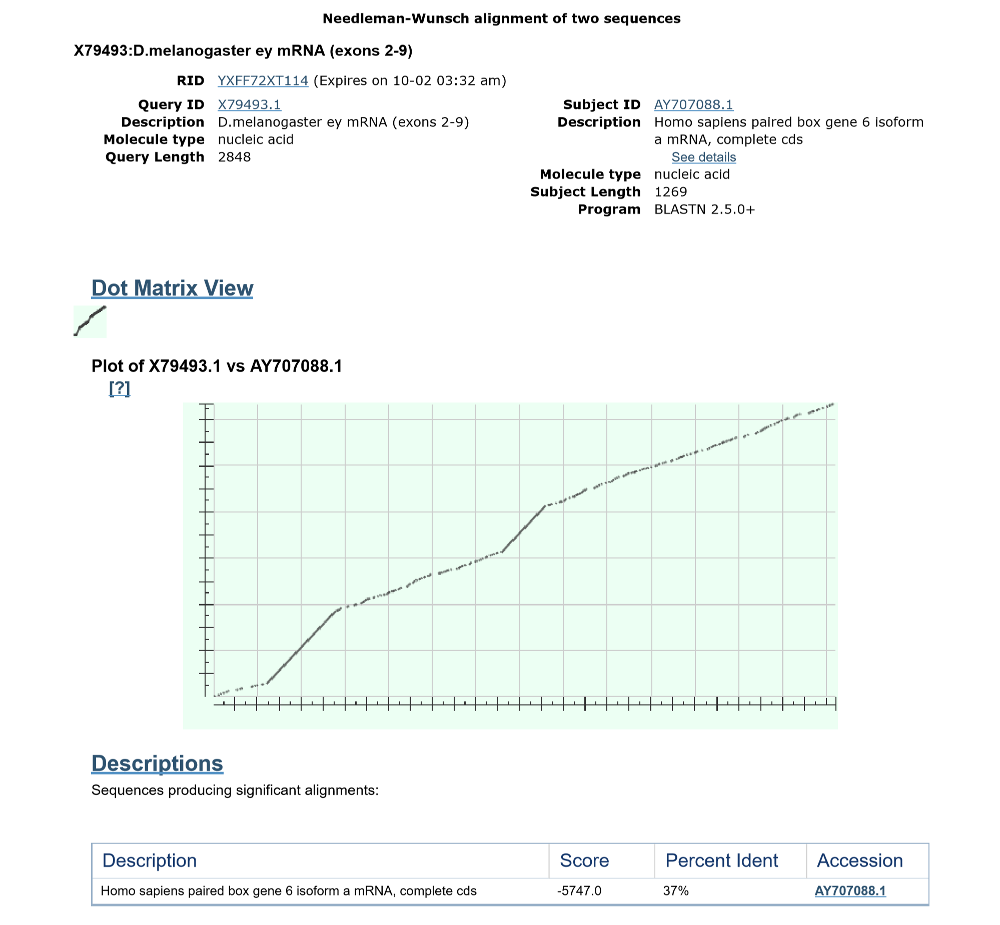 Needleman-Wunsch alignment of two sequences
X79493:D.melanogaster ey mRNA (exons 2-9)
RID YXFF72XT114 (Expires on 10-02 03:32 am)
Query ID X79493.1
Description D.melanogaster ey mRNA (exons 2-9)
Molecule type nucleic acid
Query Length 2848
Subject ID AY707088.1
Description Homo sapiens paired box gene 6 isoform
a mRNA, complete cds
See details
Molecule type nucleic acid
Subject Length 1269
Program BLASTN 2.5.0+
Dot Matrix View
Plot of X79493.1 vs AY707088.1
[?]
Descriptions
Sequences producing significant alignments:
Description Score Percent Ident Accession
Homo sapiens paired box gene 6 isoform a mRNA, complete cds -5747.0 37% AY707088.1